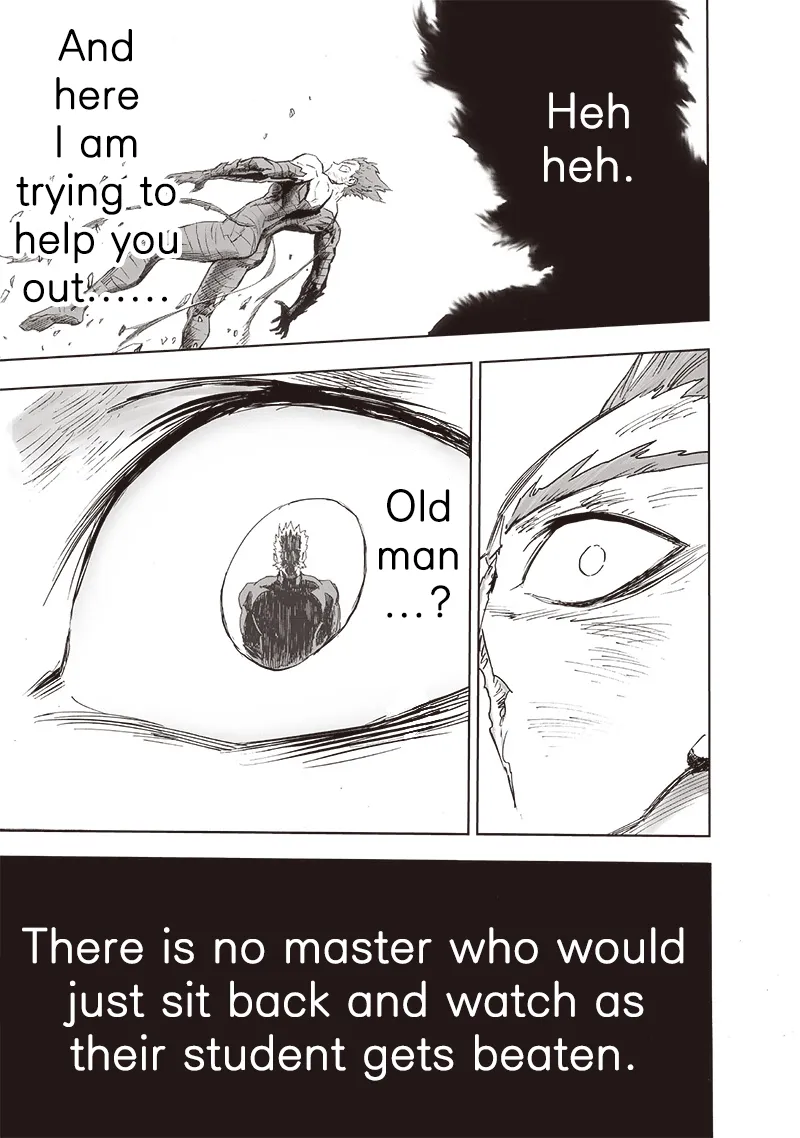 Heh
heh.
And
here
I am
trying to
help you
out......
Old
man
...?
There is no master who would
just sit back and watch as
their student gets beaten.